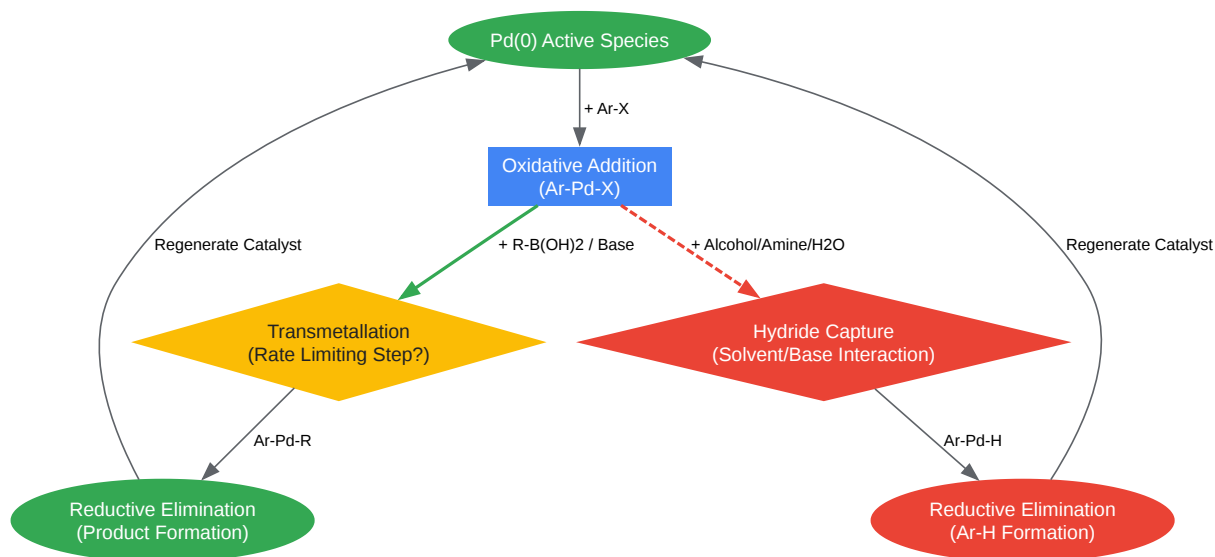 Pd(0) Active Species
+ Ar-X
Oxidative Addition
(Ar-Pd-X)
Regenerate Catalyst
+ R-B(OH)2 / Base
+ Alcohol/Amine/H2O
Regenerate Catalyst
Transmetallation
(Rate Limiting Step?)
Hydride Capture
(Solvent/Base Interaction)
Ar-Pd-R
Ar-Pd-H
Reductive Elimination
(Product Formation)
Reductive Elimination
(Ar-H Formation)